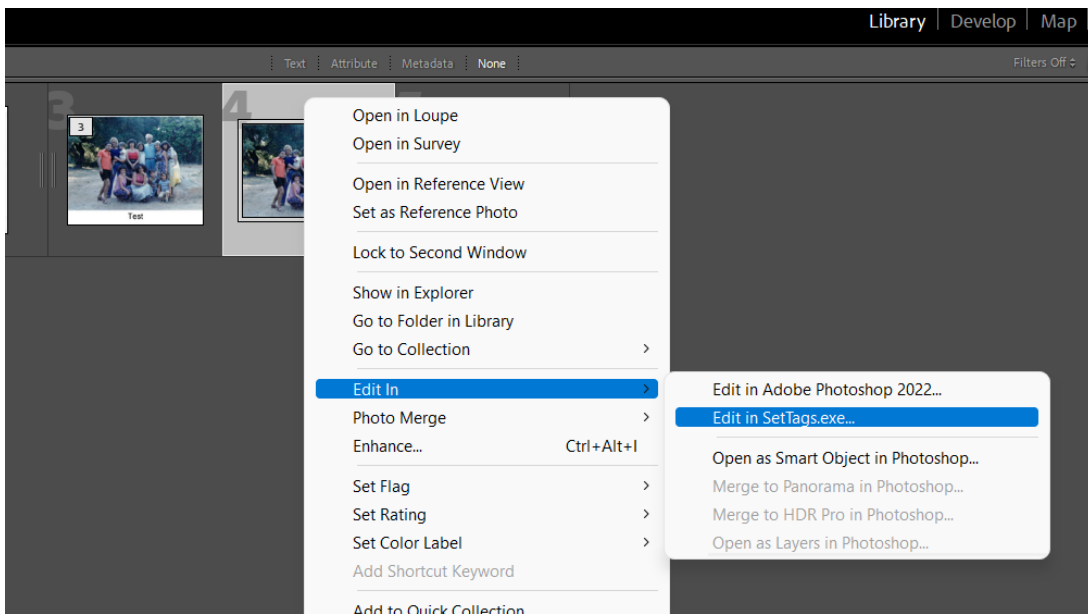 Library Develop Map
Text Attribute Metadata None Filters Off
3 4
3
Test
Open in Loupe
Open in Survey
Open in Reference View
Set as Reference Photo
Lock to Second Window
Show in Explorer
Go to Folder in Library
Go to Collection
Edit In
Photo Merge
Enhance... Ctrl+Alt+I
Set Flag
Set Rating
Set Color Label
Add Shortcut Keyword
Add to Quick Collection
Edit in Adobe Photoshop 2022...
Edit in SetTags.exe...
Open as Smart Object in Photoshop...
Merge to Panorama in Photoshop...
Merge to HDR Pro in Photoshop...
Open as Layers in Photoshop...